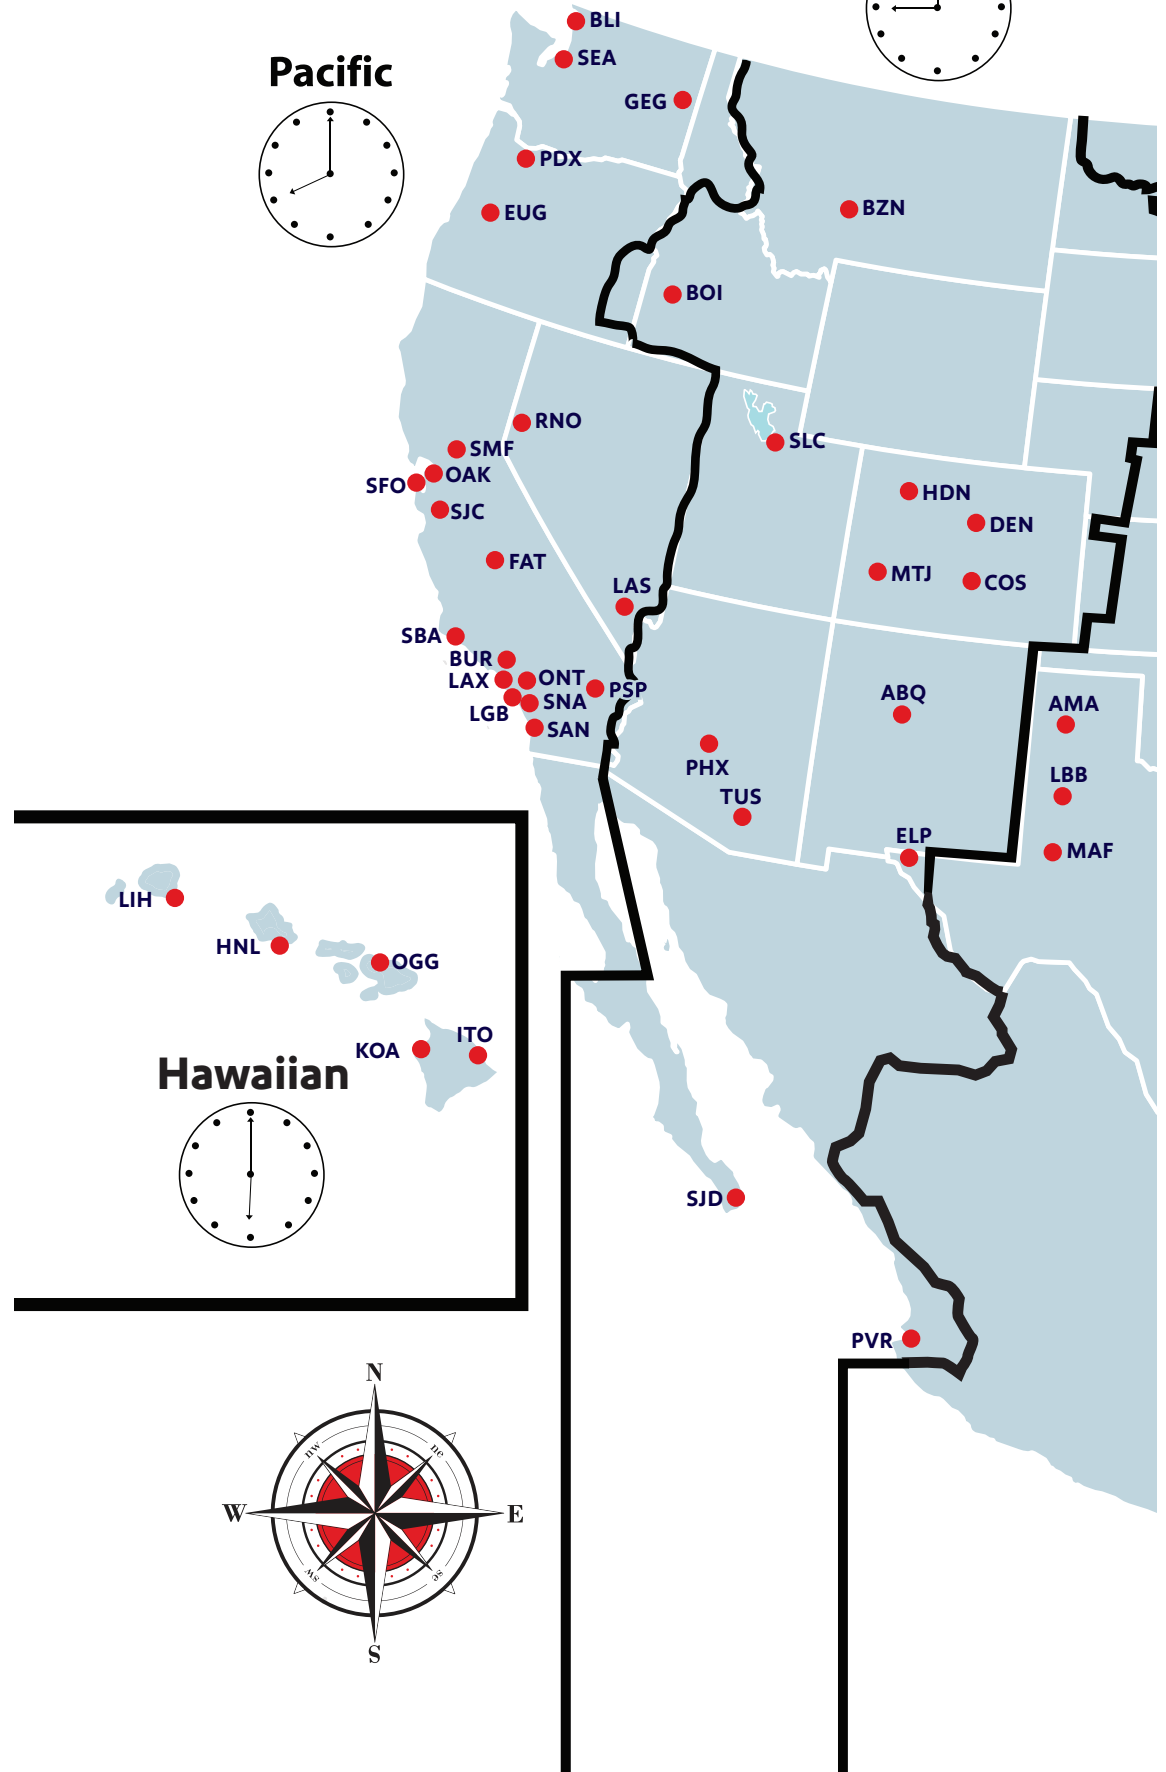 BLI
SEA
Pacific
GEG
PDX
EUG
BZN
BOI
RNO
SMF
SLC
OAK
SFO
SJC
HDN
DEN
FAT
MTJ
COS
LAS
SBA
BUR
LAX
ONT
PSP
SNA
LGB
SAN
ABQ
AMA
PHX
LBB
TUS
ELP
MAF
LIH
HNL
OGG
ITO
KOA
Hawaiian
SJD
PVR
N
nw
ne
W
E
sw
se
S